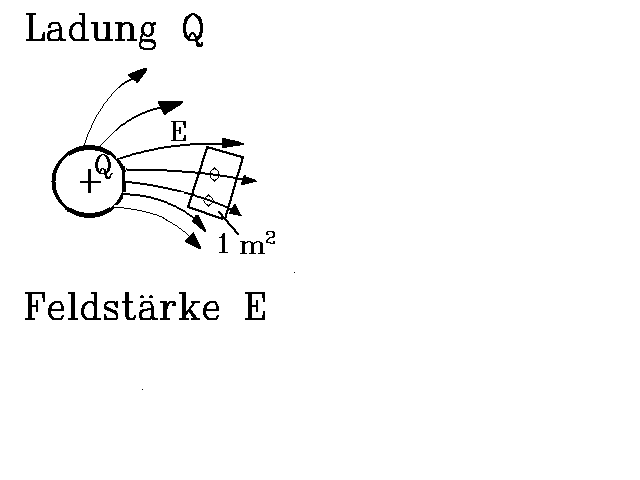 Ladung Q
E
Q
+
1 m²
Feldstärke E